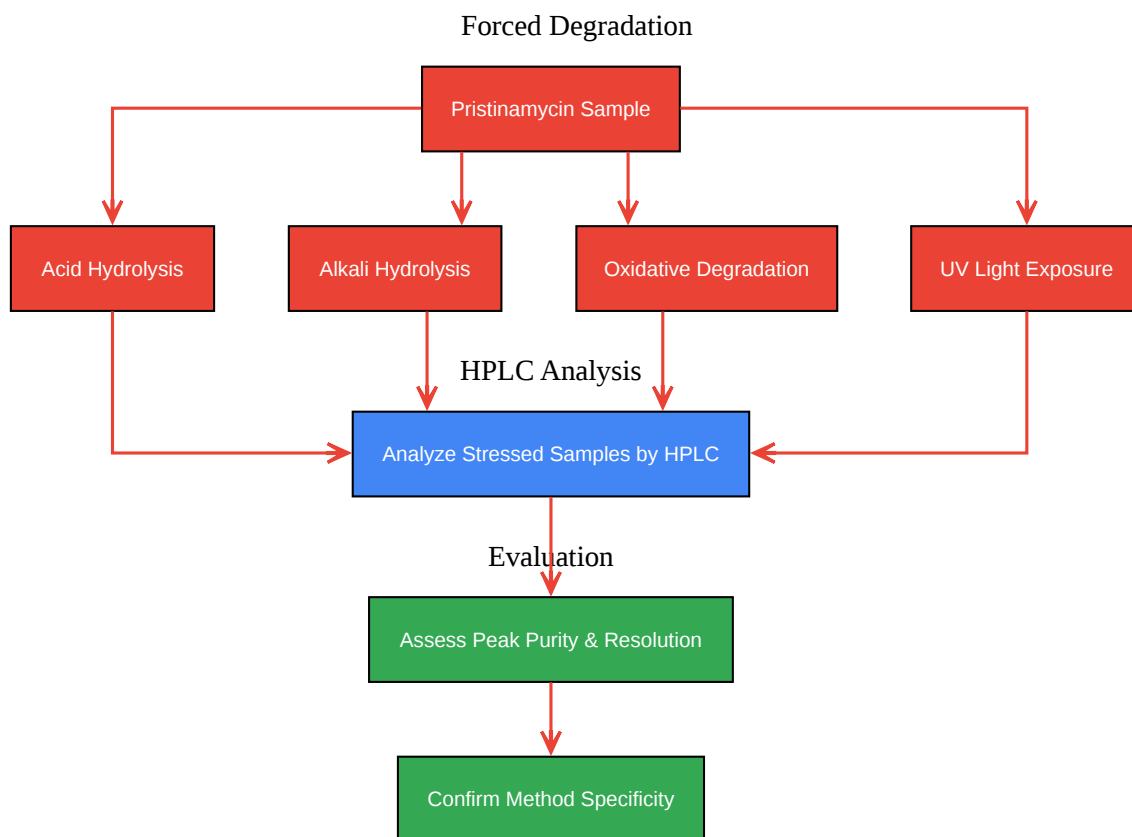 Forced Degradation
Pristinamycin Sample
Acid Hydrolysis
Alkali Hydrolysis
Oxidative Degradation
UV Light Exposure
HPLC Analysis
Analyze Stressed Samples by HPLC
Evaluation
Assess Peak Purity & Resolution
Confirm Method Specificity